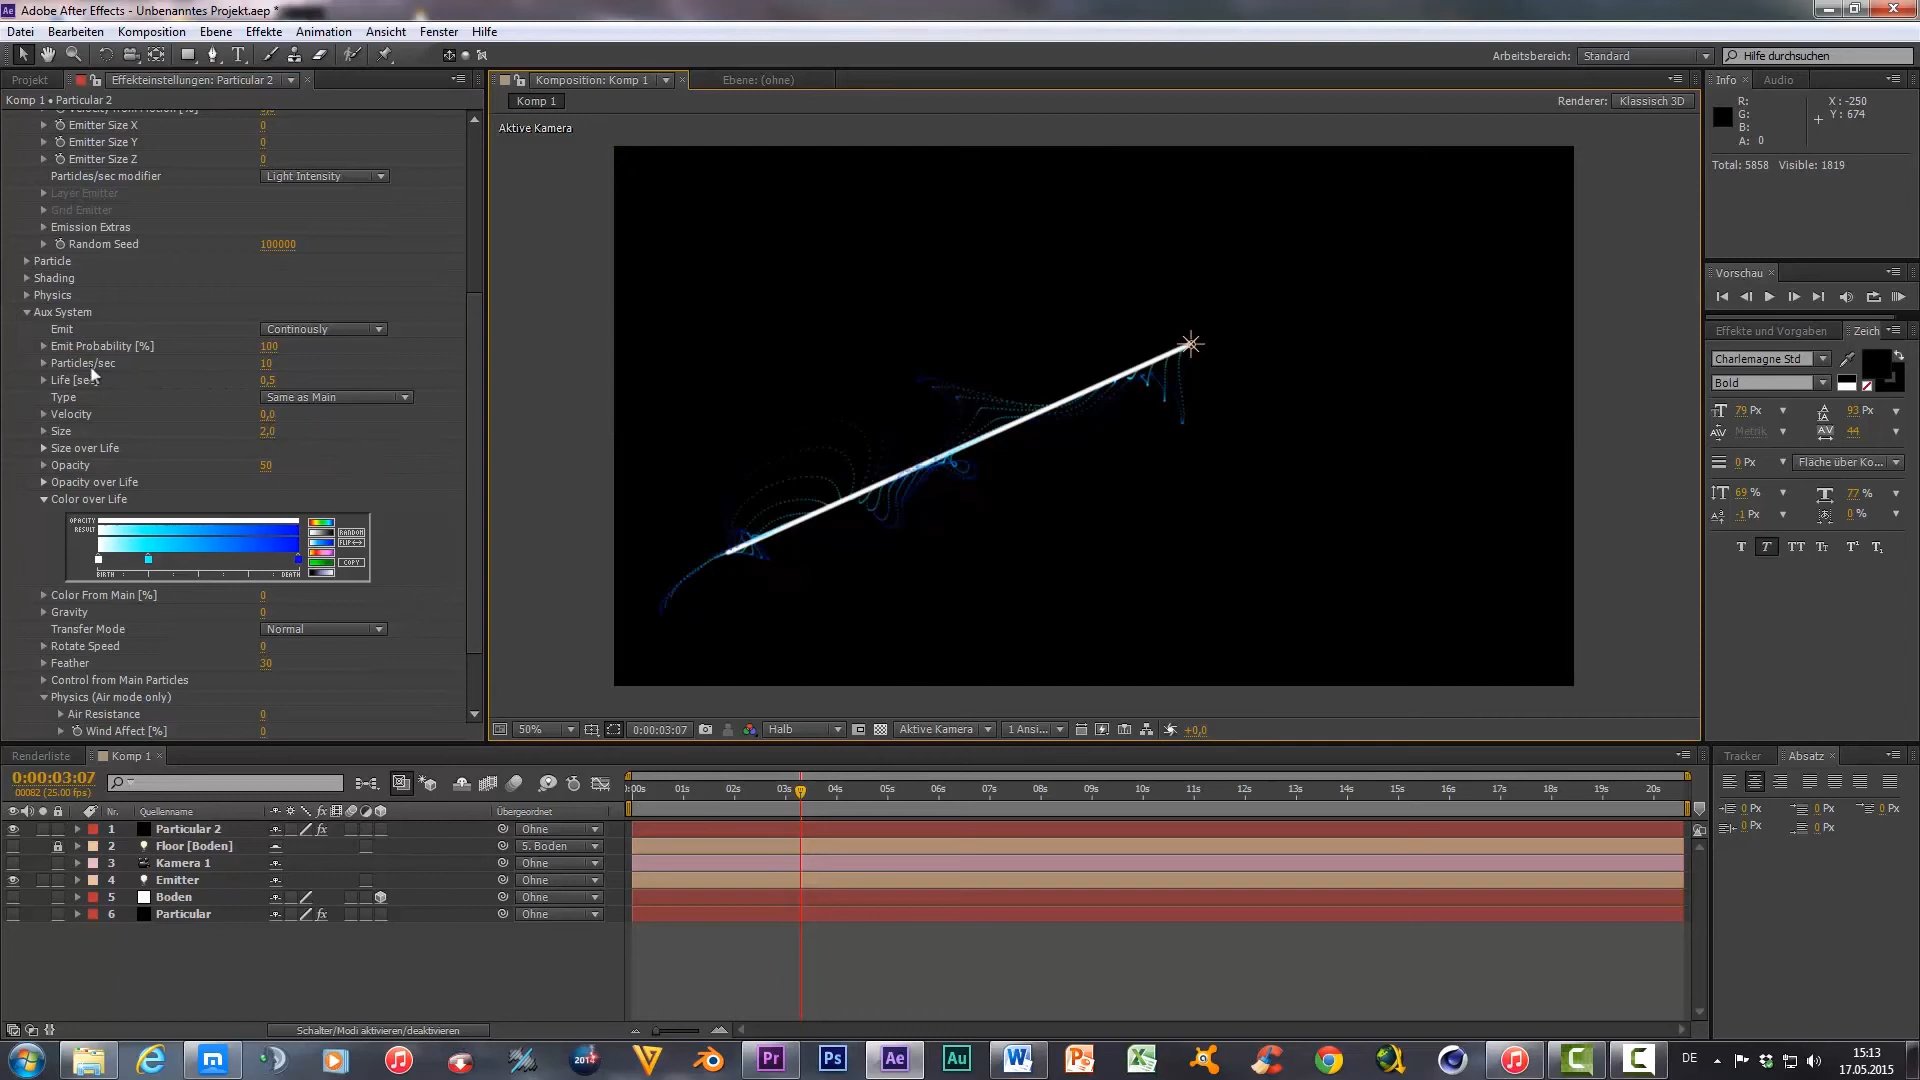 Adobe After Effects - Unbenanntes Projekt.aep *
Datei Bearbeiten Komposition Ebene Effekte Animation Ansicht Fenster Hilfe
Arbeitsbereich: Standard Hilfe durchsuchen
Projekt Effekteinstellungen: Particular 2 Komposition: Komp 1 Ebene: (ohne)
Komp 1 • Particular 2
Emitter Size X 0
Emitter Size Y 0
Emitter Size Z 0
Particles/sec modifier Light Intensity
Layer Emitter
Grid Emitter
Emission Extras
Random Seed 100000
Particle
Shading
Physics
Aux System
Emit Continously
Emit Probability [%] 100
Particles/sec 10
Life 0,5
Type Same as Main
Velocity 0,0
Size 2,0
Size over Life
Opacity 50
Opacity over Life
Color over Life
OPACITY
RESULT
RANDOM
FLIP
COPY
BIRTH DEATH
Color From Main [%] 0
Gravity 0
Transfer Mode Normal
Rotate Speed 0
Feather 30
Control from Main Particles
Physics (Air mode only)
Air Resistance 0
Wind Affect [%] 0
Komp 1
Renderer: Klassisch 3D
Aktive Kamera
50% 0:00:03:07 Halb Aktive Kamera 1 Ansi... +0,0
Info Audio
R: X : -250
G: Y : 674
B:
A: 0
Total: 5858 Visible: 1819
Vorschau
Effekte und Vorgaben Zeich
Charlemagne Std
Bold
79 Px 93 Px
Metrik 44
0 Px Fläche über Ko...
69 % 77 %
-1 Px 0 %
T T TT Tт T¹ T₁
Renderliste Komp 1
0:00:03:07
00082 (25.00 fps)
:00s 01s 02s 03s 04s 05s 06s 07s 08s 09s 10s 11s 12s 13s 14s 15s 16s 17s 18s 19s 20s
Nr. Quellenname Übergeordnet
1 Particular 2 Ohne
2 Floor [Boden] 5. Boden
3 Kamera 1 Ohne
4 Emitter Ohne
5 Boden Ohne
6 Particular Ohne
Schalter/Modi aktivieren/deaktivieren
Tracker Absatz
0 Px 0 Px 0 Px
0 Px 0 Px
2014 Pr Ps Ae Au
DE 15:13
17.05.2015